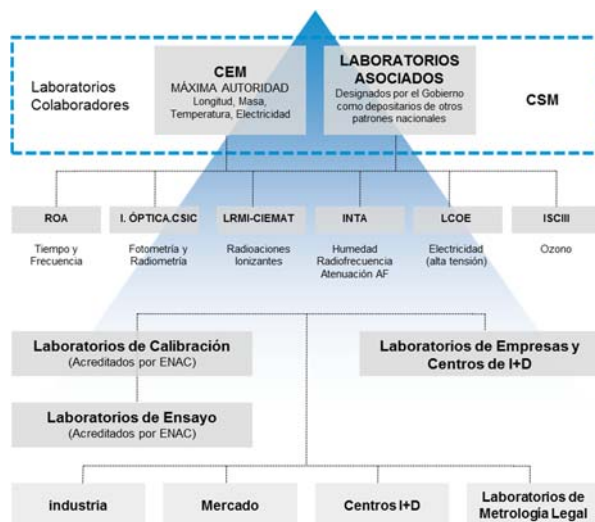 Laboratorios
Colaboradores
CEM
MÁXIMA AUTORIDAD
Longitud, Masa,
Temperatura, Electricidad
LABORATORIOS
ASOCIADOS
Designados por el Gobierno
como depositarios de otros
patrones nacionales
CSM
ROA
I. ÓPTICA.CSIC
LRMI-CIEMAT
INTA
LCOE
ISCIII
Tiempo y
Frecuencia
Fotometría y
Radiometría
Radioaciones
Ionizantes
Humedad
Radiofrecuencia
Atenuación AF
Electricidad
(alta tensión)
Ozono
Laboratorios de Calibración
(Acreditados por ENAC)
Laboratorios de Empresas y
Centros de I+D
Laboratorios de Ensayo
(Acreditados por ENAC)
industria
Mercado
Centros I+D
Laboratorios de
Metrología Legal